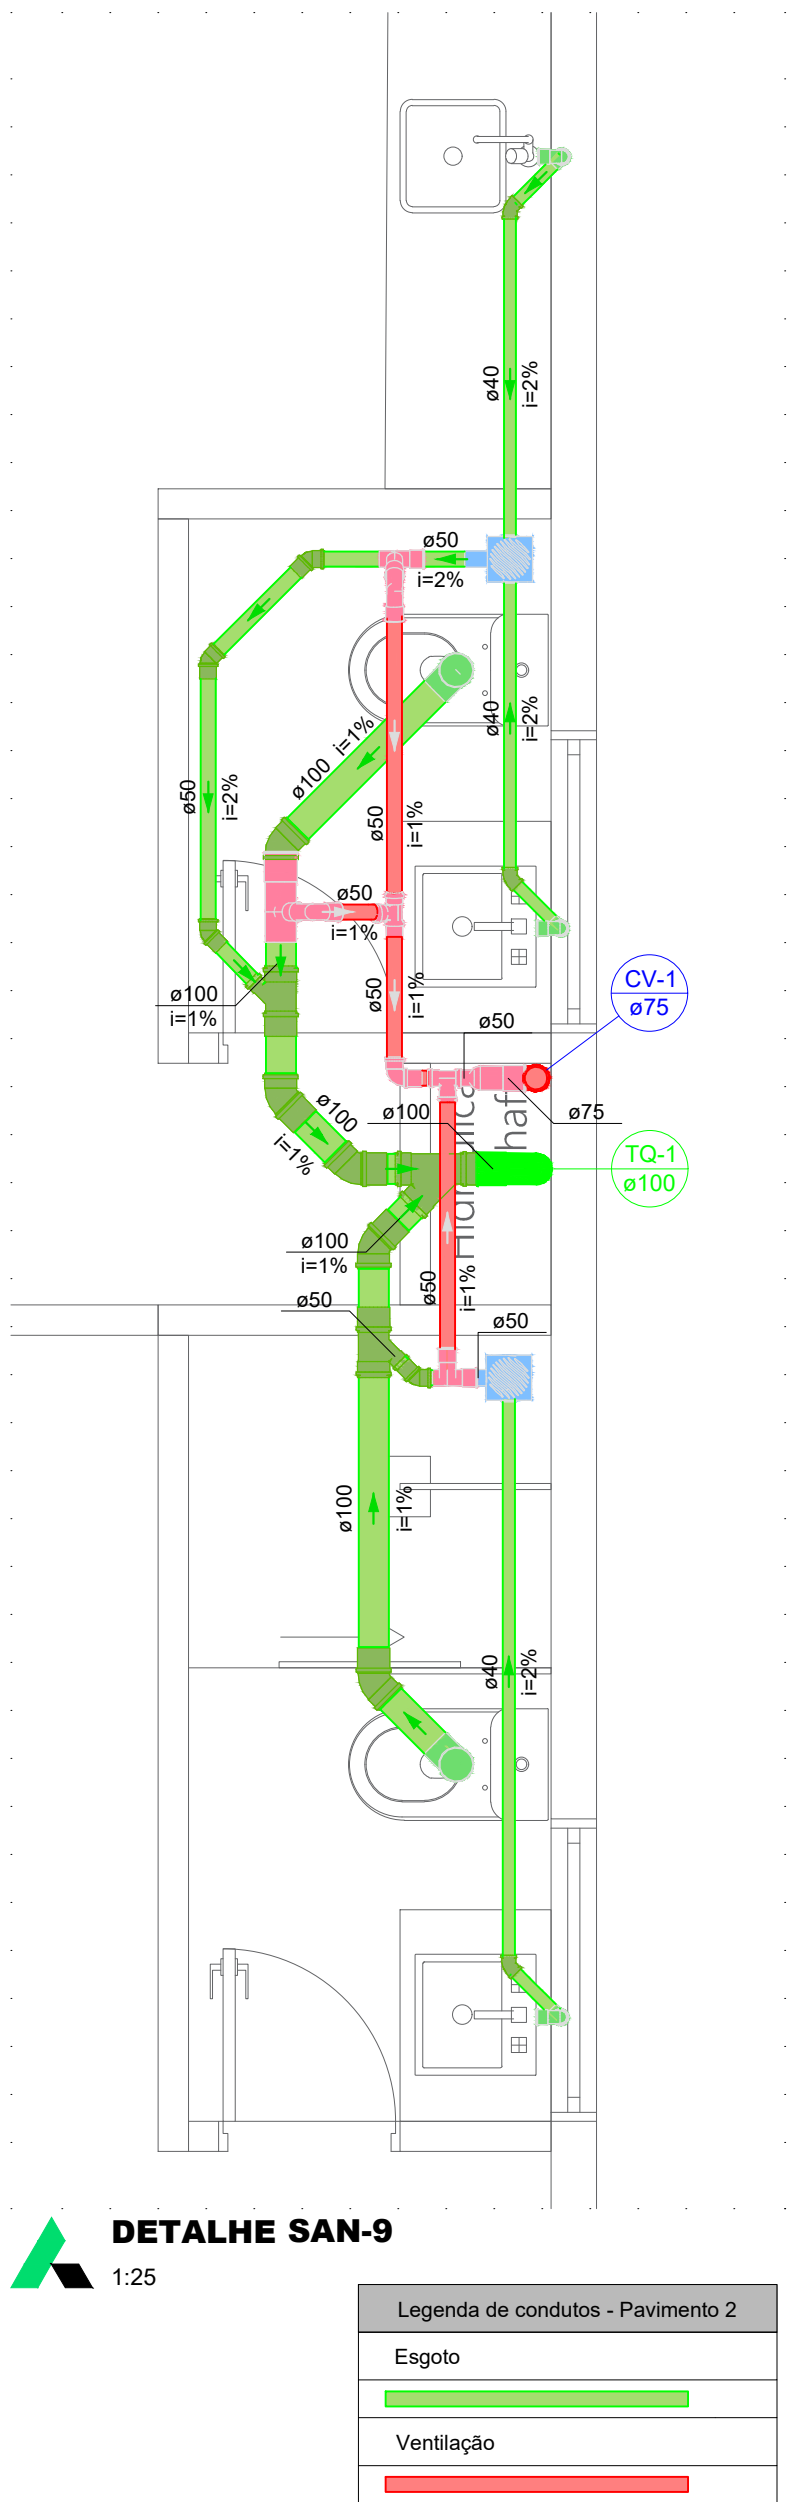 ø40
i=2%
ø50
i=2%
i=1%
ø100
ø40
i=2%
ø50
i=2%
ø50
i=1%
ø50
i=1%
CV-1
ø75
ø100
i=1%
ø50
i=1%
ø50
ø100
i=1%
ø100
ø75
TQ-1
ø100
ø100
i=1%
ø50
i=1%
ø50
ø50
ø100
i=1%
ø40
i=2%
DETALHE SAN-9
1:25
Legenda de condutos - Pavimento 2
Esgoto
Ventilação